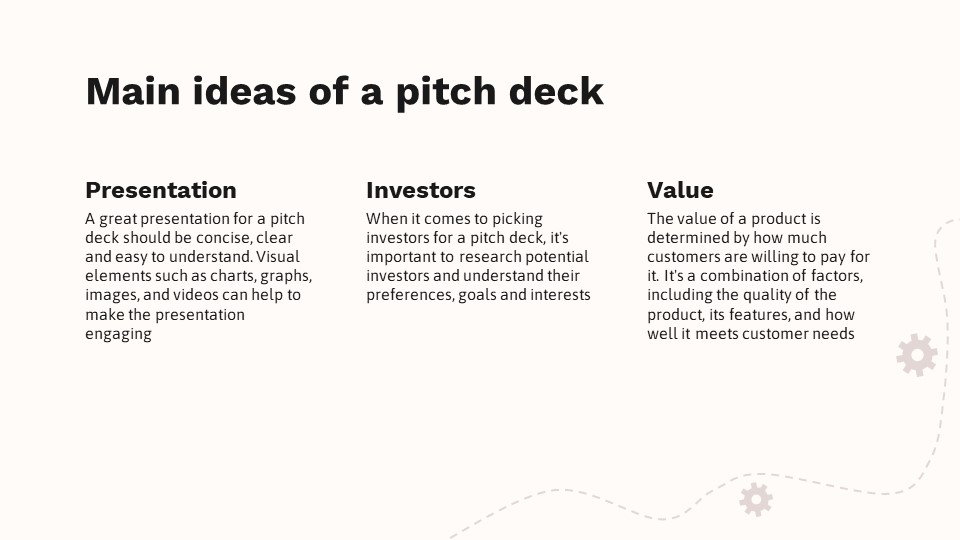 Main ideas of a pitch deck
Presentation
A great presentation for a pitch
deck should be concise, clear
and easy to understand. Visual
elements such as charts, graphs,
images, and videos can help to
make the presentation
engaging
Investors
When it comes to picking
investors for a pitch deck, it's
important to research potential
investors and understand their
preferences, goals and interests
Value
The value of a product is
determined by how much
customers are willing to pay for
it. It's a combination of factors,
including the quality of the
product, its features, and how
well it meets customer needs